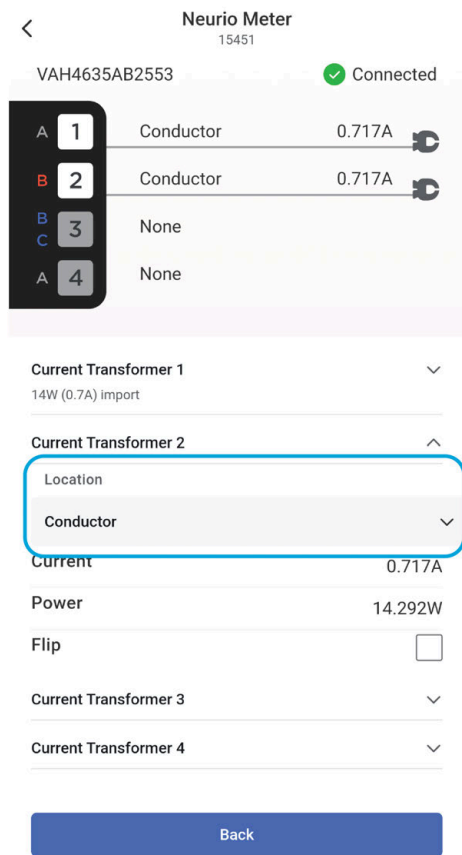 Neurio Meter
15451
VAH4635AB2553 Connected
A 1 Conductor 0.717A
B 2 Conductor 0.717A
B C 3 None
A 4 None
Current Transformer 1
14W (0.7A) import
Current Transformer 2
Location
Conductor
Current 0.717A
Power 14.292W
Flip
Current Transformer 3
Current Transformer 4
Back